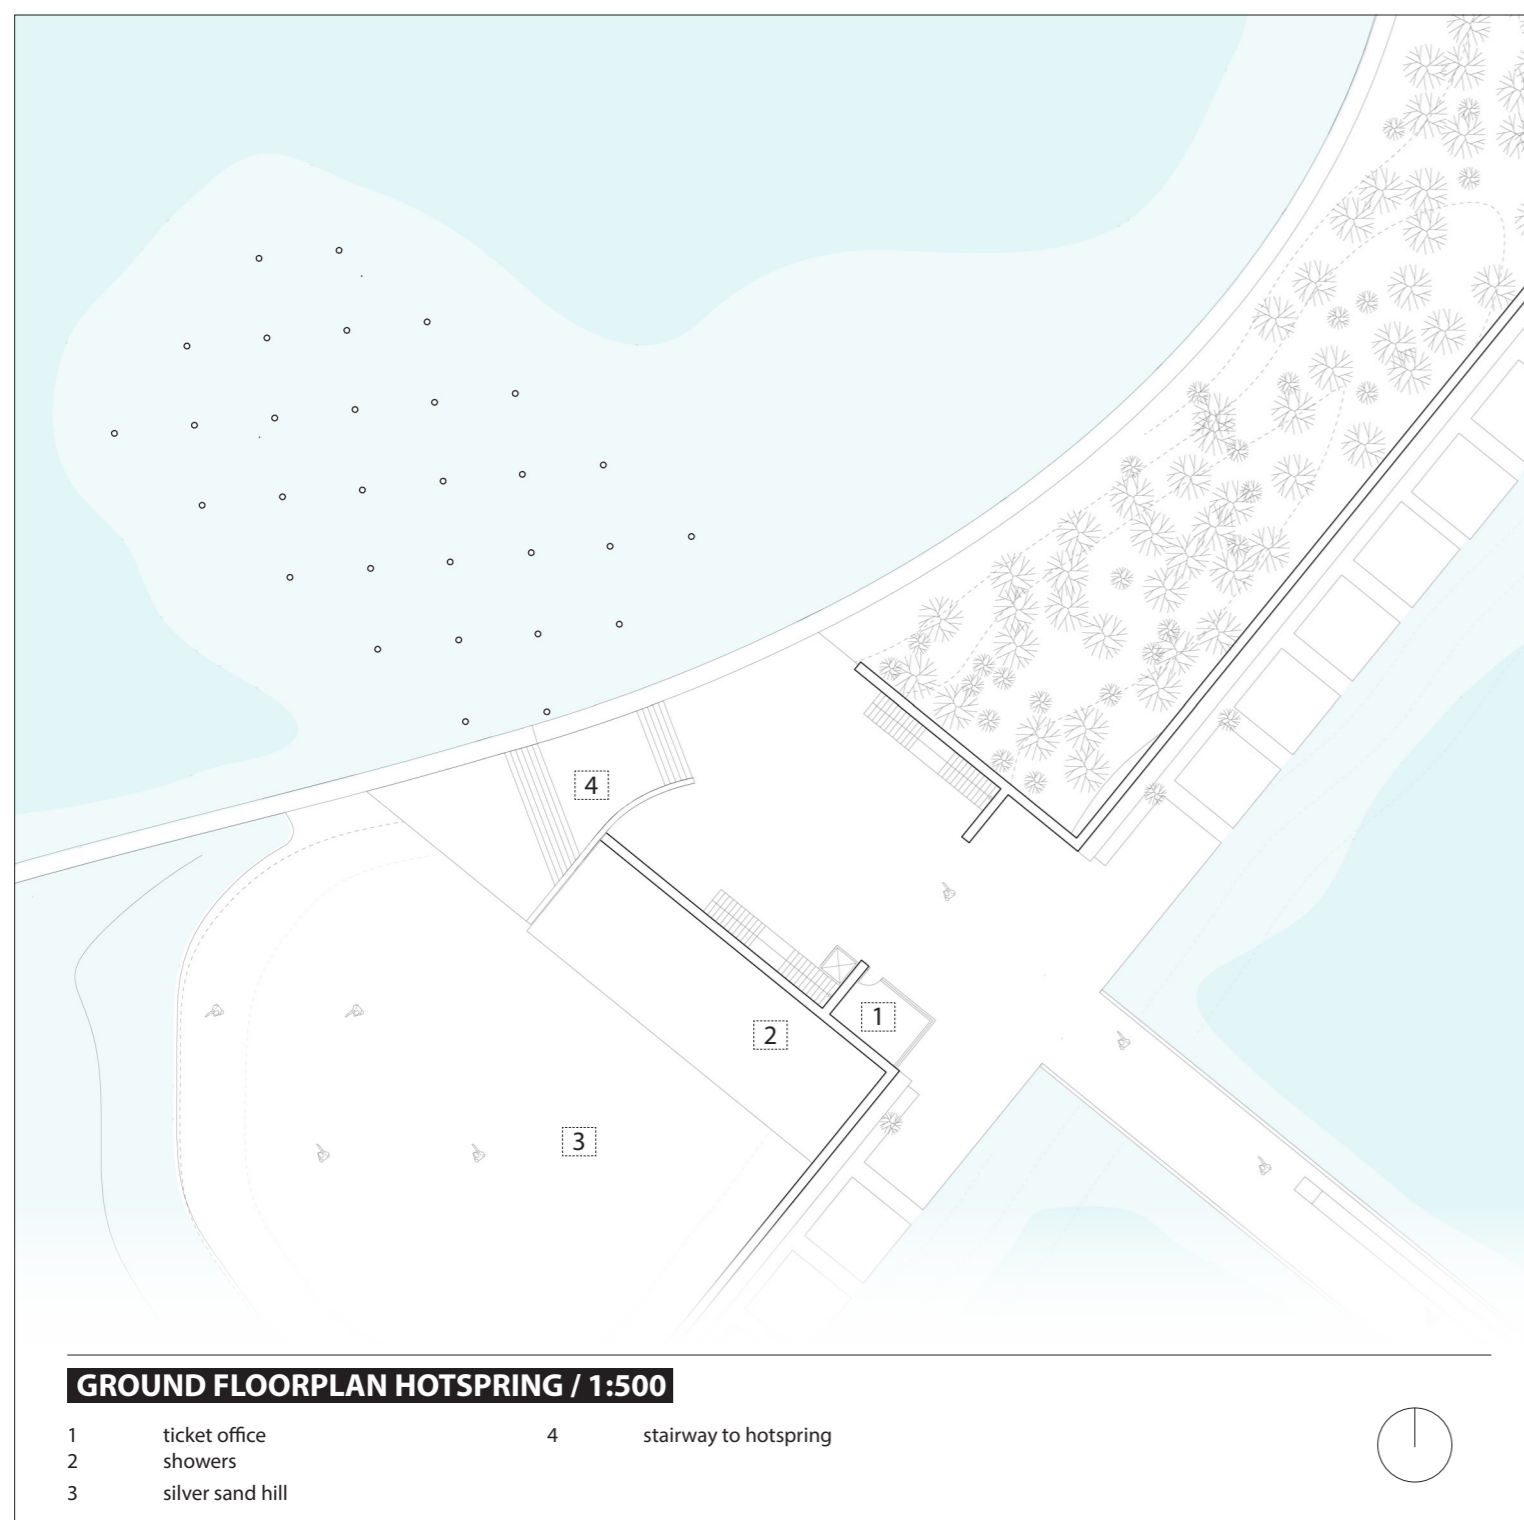 4
1
2
3
GROUND FLOORPLAN HOTSPRING / 1:500
1 ticket office
2 showers
3 silver sand hill
4 stairway to hotspring